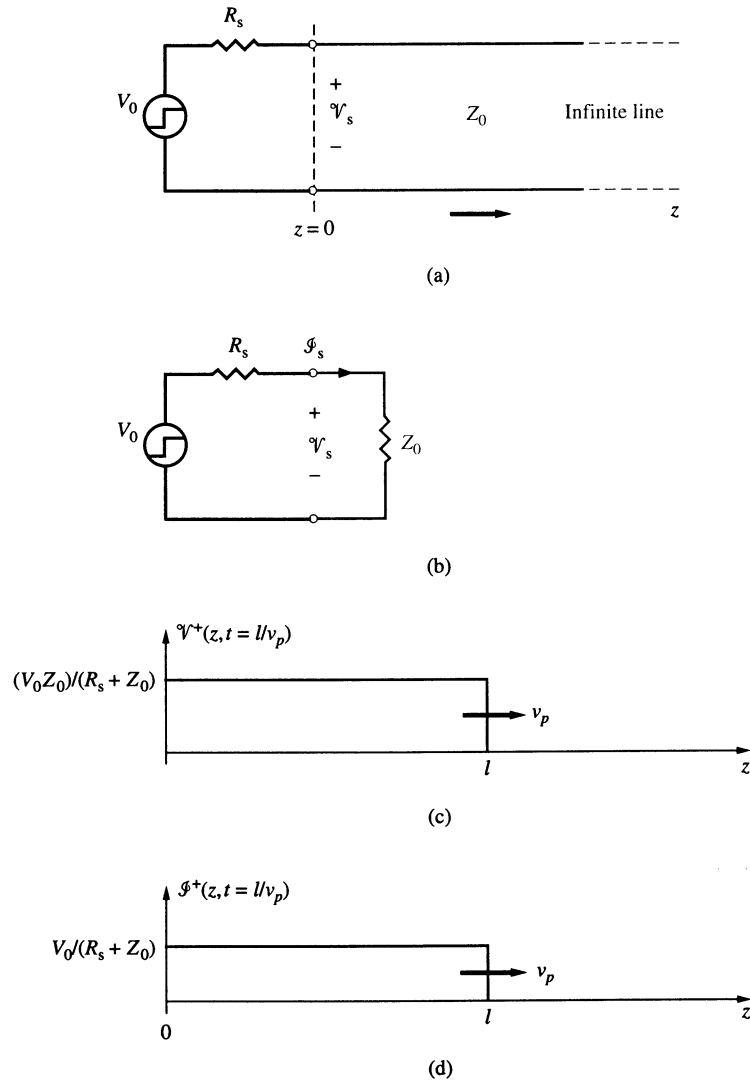 R_s
V_0
+
𝒱_s
−
Z_0
Infinite line
z = 0
z
(a)
R_s
ℐ_s
V_0
+
𝒱_s
−
Z_0
(b)
𝒱⁺(z, t = l/v_p)
(V_0Z_0)/(R_s + Z_0)
v_p
l
z
(c)
ℐ⁺(z, t = l/v_p)
V_0/(R_s + Z_0)
v_p
0
l
z
(d)